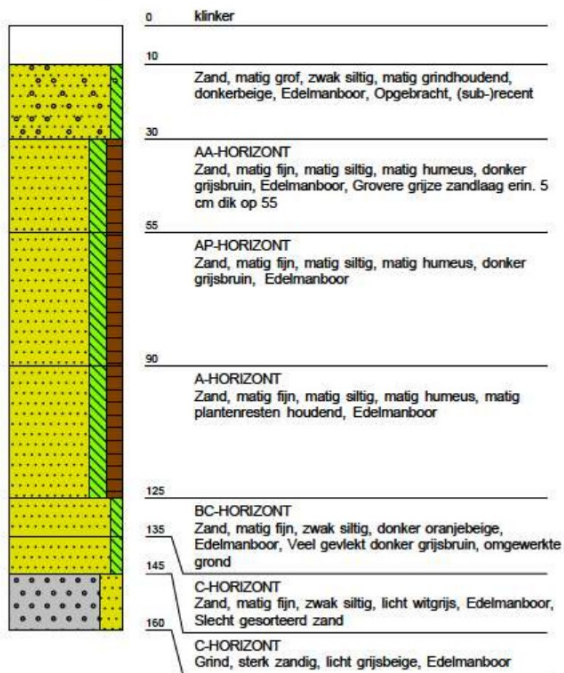 0 klinker
10
Zand, matig grof, zwak siltig, matig grindhoudend,
donkerbeige, Edelmanboor, Opgebracht, (sub-)recent
30
AA-HORIZONT
Zand, matig fijn, matig siltig, matig humeus, donker
grijsbruin, Edelmanboor, Grovere grijze zandlaag erin. 5
cm dik op 55
55
AP-HORIZONT
Zand, matig fijn, matig siltig, matig humeus, donker
grijsbruin, Edelmanboor
90
A-HORIZONT
Zand, matig fijn, matig siltig, matig humeus, matig
plantenresten houdend, Edelmanboor
125
BC-HORIZONT
Zand, matig fijn, zwak siltig, donker oranjebeige,
Edelmanboor, Veel gevlekt donker grijsbruin, omgewerkte
grond
135
C-HORIZONT
Zand, matig fijn, zwak siltig, licht witgrijs, Edelmanboor,
Slecht gesorteerd zand
145
C-HORIZONT
Grind, sterk zandig, licht grijsbeige, Edelmanboor
160